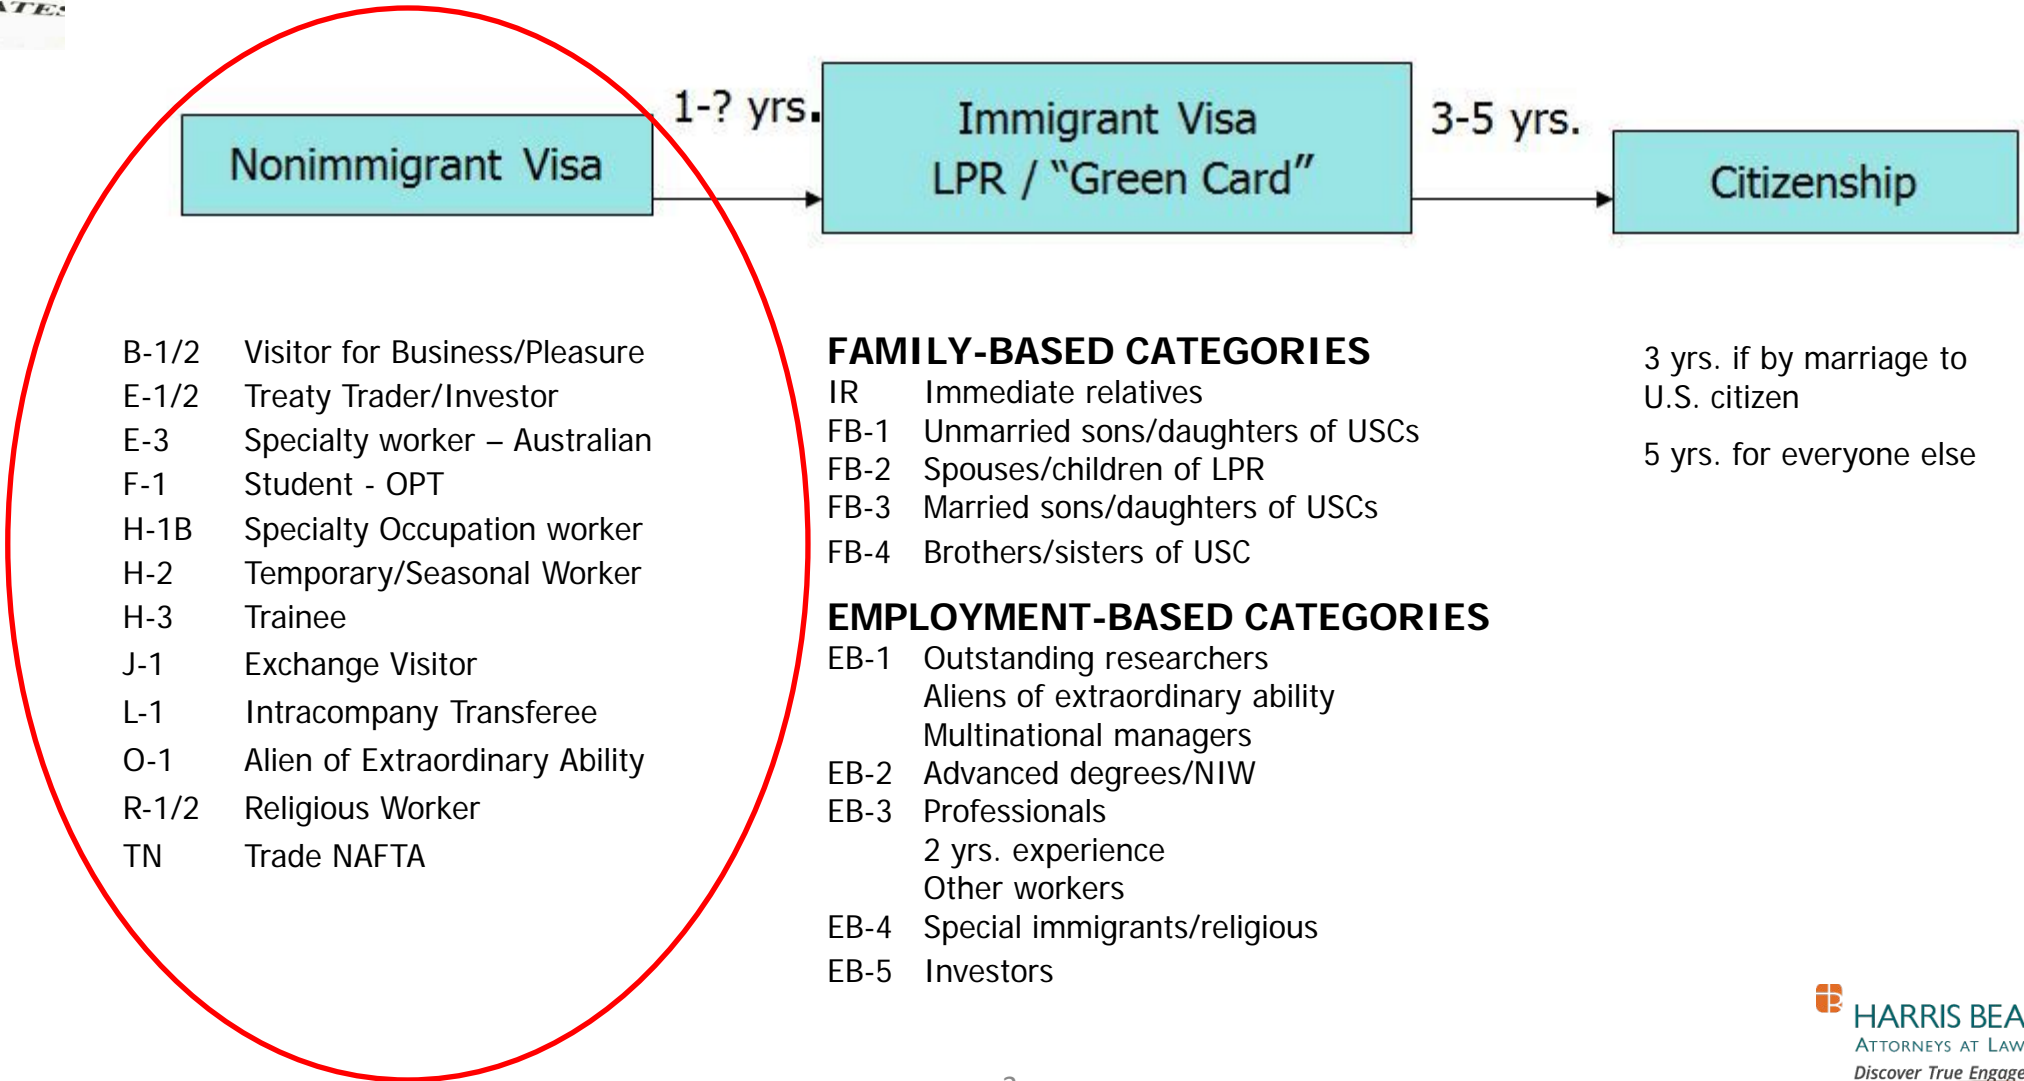 Nonimmigrant Visa
1-? yrs.
Immigrant Visa
LPR / “Green Card”
3-5 yrs.
Citizenship
B-1/2 Visitor for Business/Pleasure
E-1/2 Treaty Trader/Investor
E-3 Specialty worker – Australian
F-1 Student - OPT
H-1B Specialty Occupation worker
H-2 Temporary/Seasonal Worker
H-3 Trainee
J-1 Exchange Visitor
L-1 Intracompany Transferee
O-1 Alien of Extraordinary Ability
R-1/2 Religious Worker
TN Trade NAFTA
FAMILY-BASED CATEGORIES
IR Immediate relatives
FB-1 Unmarried sons/daughters of USCs
FB-2 Spouses/children of LPR
FB-3 Married sons/daughters of USCs
FB-4 Brothers/sisters of USC
EMPLOYMENT-BASED CATEGORIES
EB-1 Outstanding researchers
Aliens of extraordinary ability
Multinational managers
EB-2 Advanced degrees/NIW
EB-3 Professionals
2 yrs. experience
Other workers
EB-4 Special immigrants/religious
EB-5 Investors
3 yrs. if by marriage to
U.S. citizen
5 yrs. for everyone else
HARRIS BEA
ATTORNEYS AT LAW
Discover True Engage